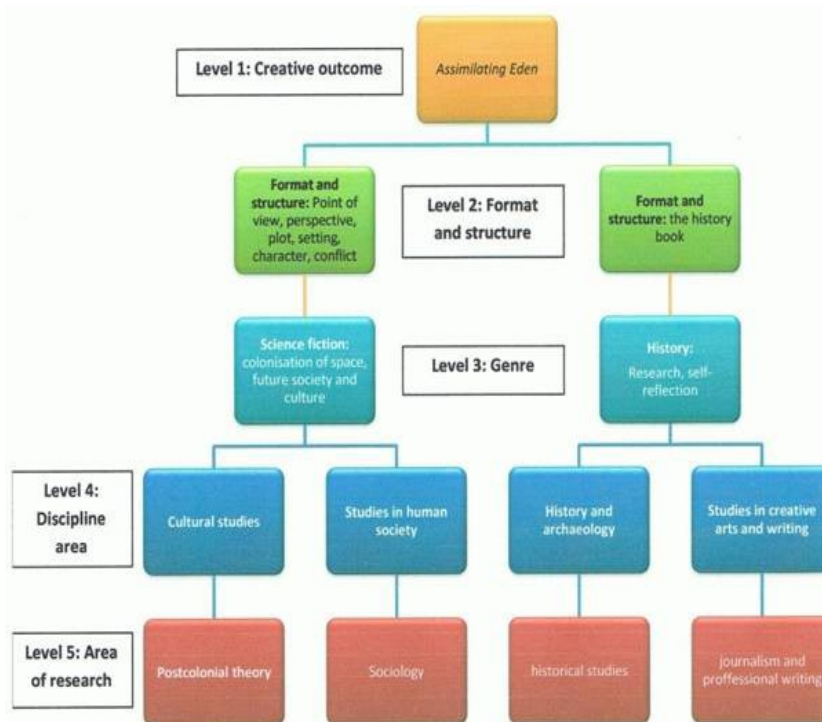 Level 1: Creative outcome
Assimilating Eden
Format and
structure: Point of
view, perspective,
plot, setting,
character, conflict
Level 2: Format
and structure
Format and
structure: the history
book
Science fiction:
colonisation of space,
future society and
culture
Level 3: Genre
History:
Research, self-
reflection
Level 4:
Discipline
area
Cultural studies
Studies in human
society
History and
archaeology
Studies in creative
arts and writing
Level 5: Area
of research
Postcolonial theory
Sociology
historical studies
journalism and
proffessional writing